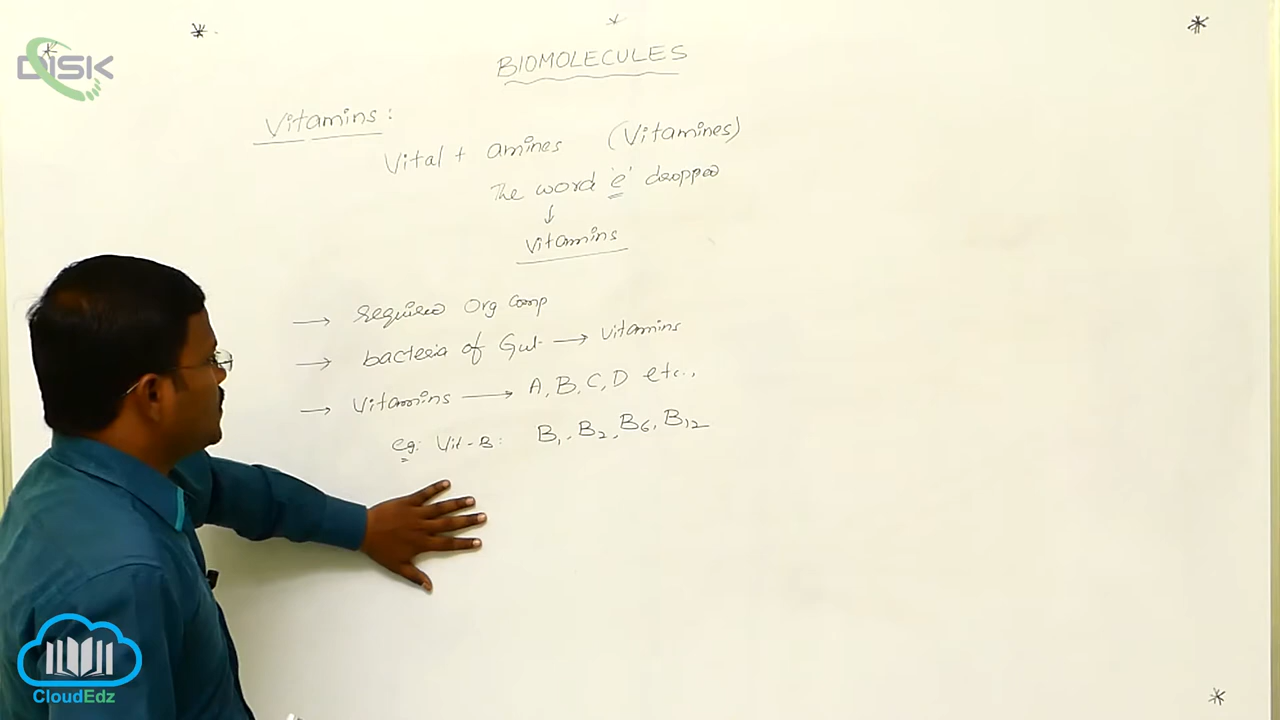 DISK
BIOMOLECULES
Vitamins :
Vital + amines (Vitamines)
The word 'e' dropped
↓
Vitamins
→ required Org Comp
→ bacteria of Gut → Vitamins
→ Vitamins → A, B, C, D etc.,
eg: Vit-B: B1, B2, B6, B12
CloudEdz